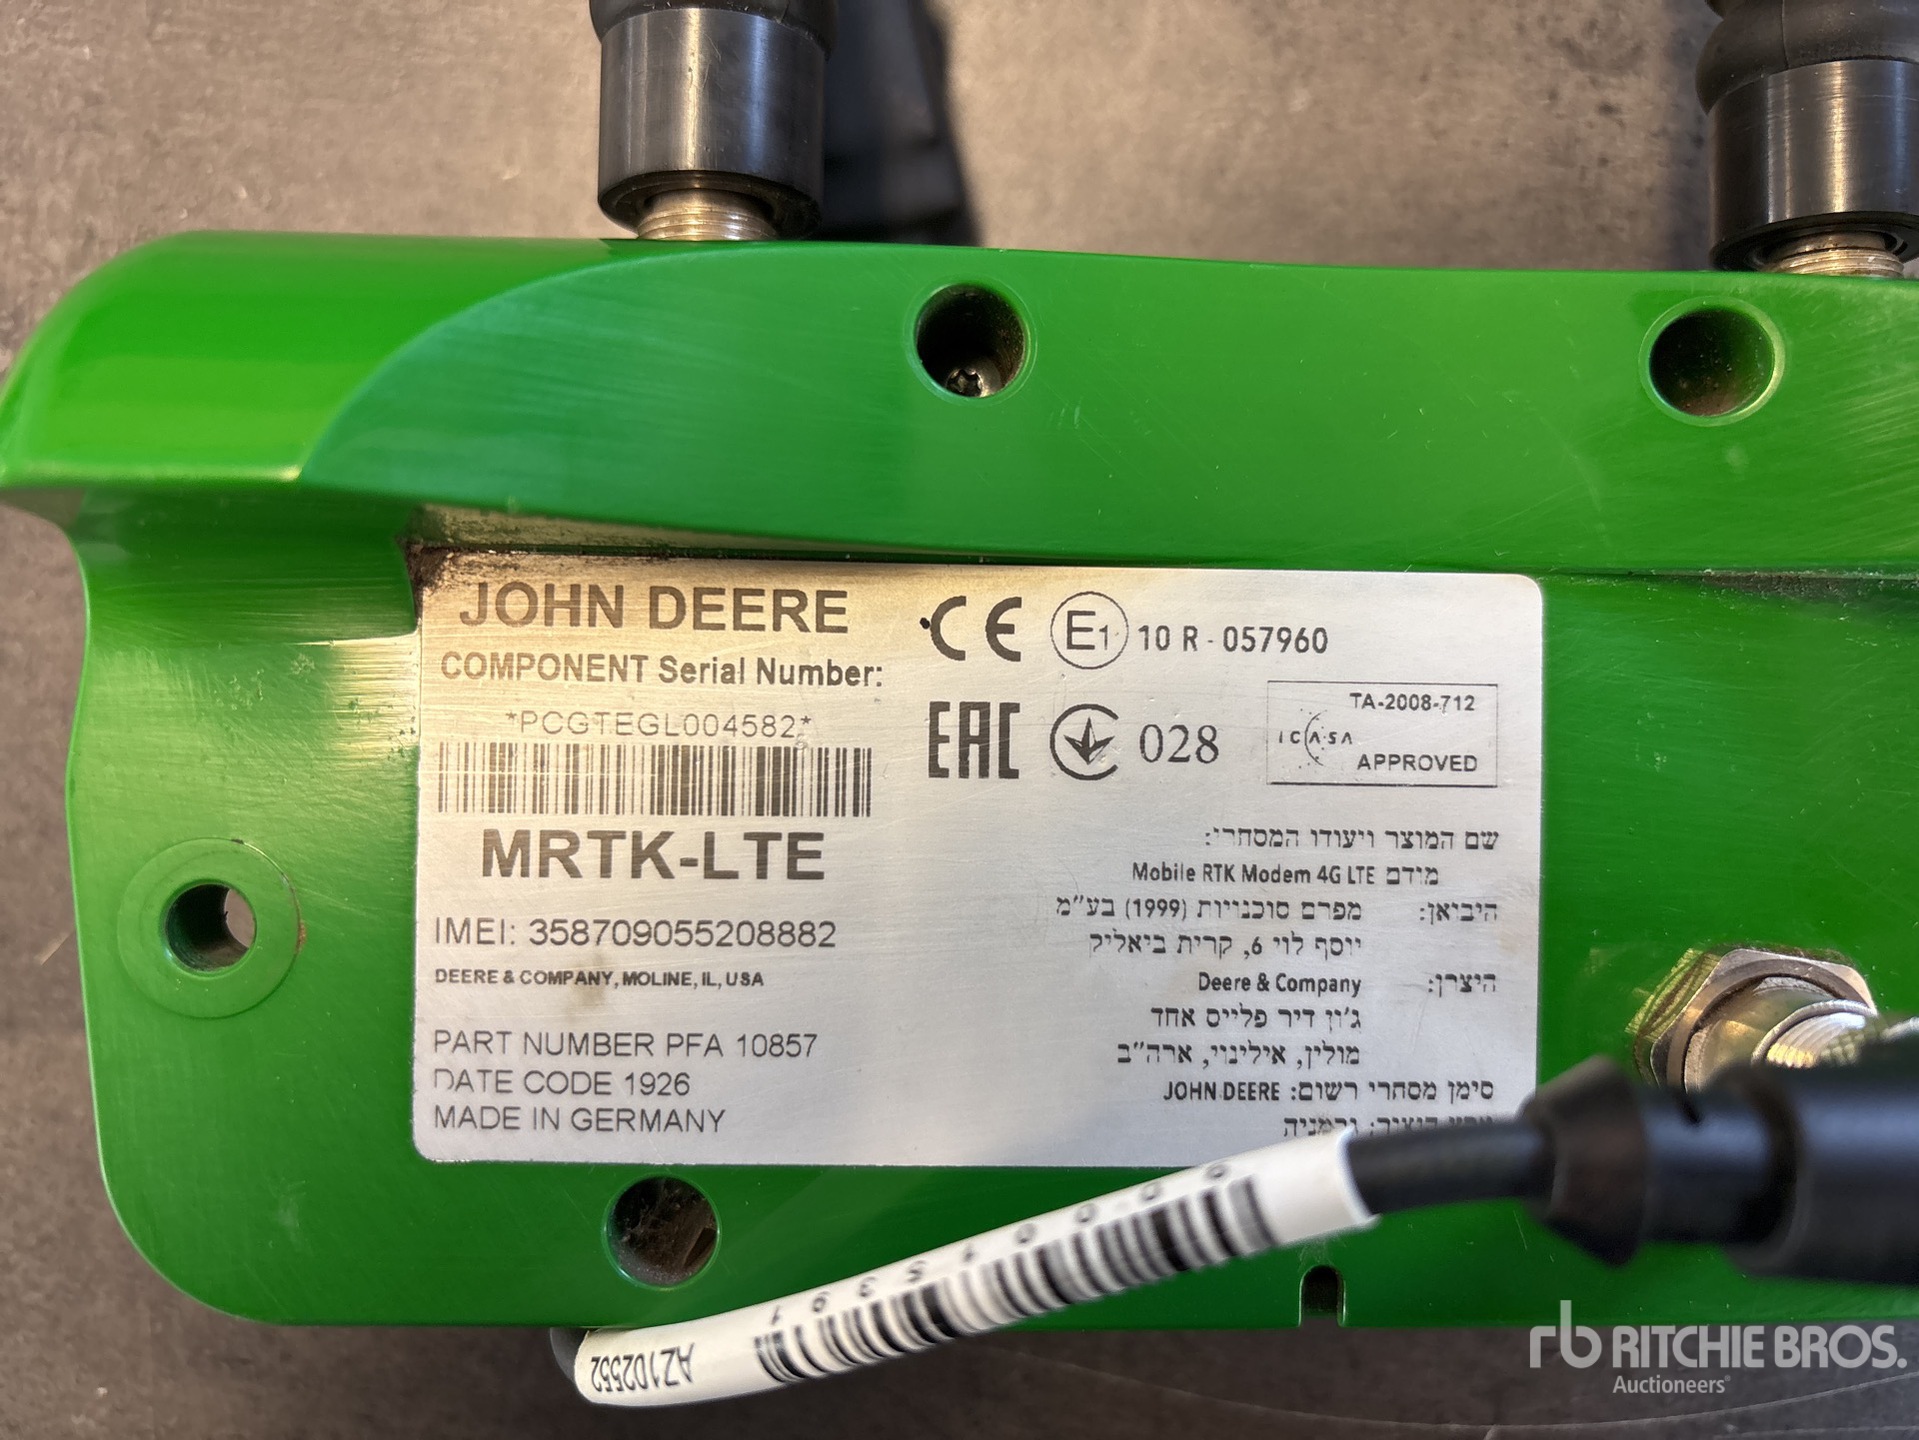 JOHN DEERE
COMPONENT Serial Number:
*PCGTEGL004582*
MRTK-LTE
IMEI: 358709055208882
DEERE & COMPANY, MOLINE, IL, USA
PART NUMBER PFA 10857
DATE CODE 1926
MADE IN GERMANY
CE E1 10 R - 057960
EAC 028
TA-2008-712
ICASA
APPROVED
שם המוצר ויעודו המסחרי:
מודם Mobile RTK Modem 4G LTE
היבואן: מפרם סוכנויות (1999) בע"מ
יוסף לוי 6, קרית ביאליק
היצרן: Deere & Company
ג'ון דיר פלייס אחד
מולין, אילינוי, ארה"ב
סימן מסחרי רשום: JOHN DEERE
גרמניה
AZ102552
rb RITCHIE BROS.
Auctioneers